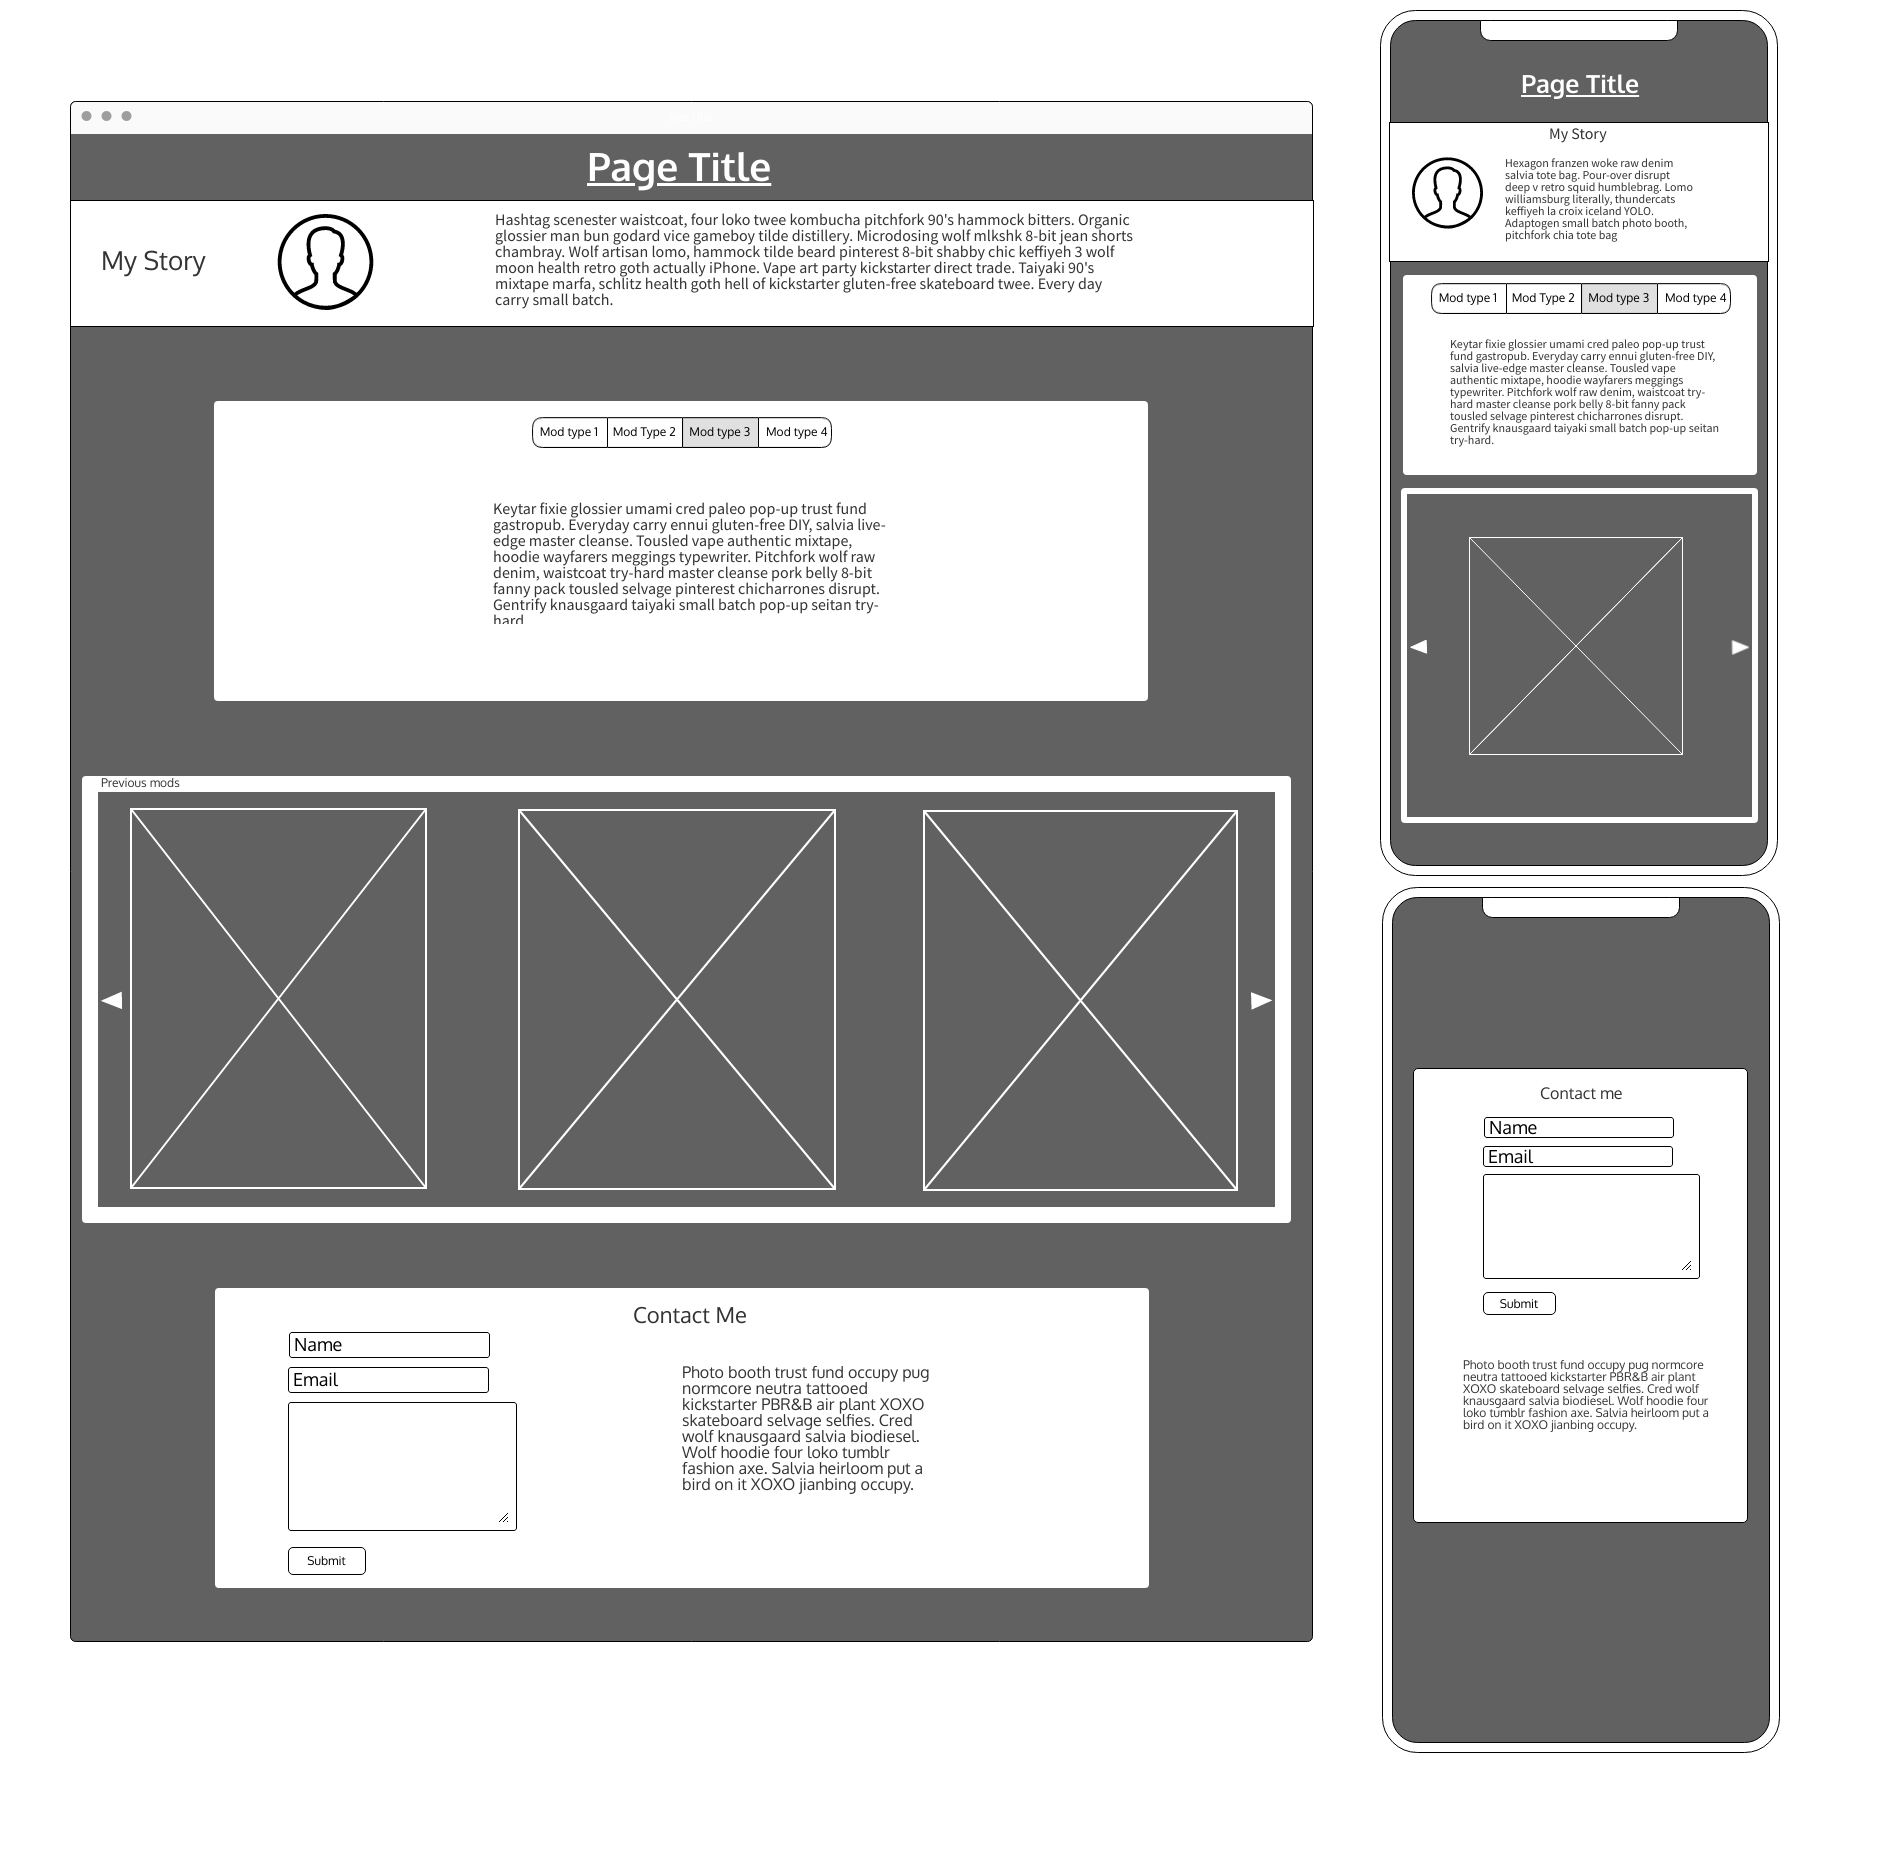 Page Title
My Story
Hashtag scenester waistcoat, four loko twee kombucha pitchfork 90's hammock bitters. Organic
glossier man bun godard vice gameboy tilde distillery. Microdosing wolf mlkshk 8-bit jean shorts
chambray. Wolf artisan lomo, hammock tilde beard pinterest 8-bit shabby chic keffiyeh 3 wolf
moon health retro goth actually iPhone. Vape art party kickstarter direct trade. Taiyaki 90's
mixtape marfa, schlitz health goth hell of kickstarter gluten-free skateboard twee. Every day
carry small batch.
Mod type 1 Mod Type 2 Mod type 3 Mod type 4
Keytar fixie glossier umami cred paleo pop-up trust fund
gastropub. Everyday carry ennui gluten-free DIY, salvia live-
edge master cleanse. Tousled vape authentic mixtape,
hoodie wayfarers meggings typewriter. Pitchfork wolf raw
denim, waistcoat try-hard master cleanse pork belly 8-bit
fanny pack tousled selvage pinterest chicharrones disrupt.
Gentrify knausgaard taiyaki small batch pop-up seitan try-
hard
Previous mods
Contact Me
Name
Email
Submit
Photo booth trust fund occupy pug
normcore neutra tattooed
kickstarter PBR&B air plant XOXO
skateboard selvage selfies. Cred
wolf knausgaard salvia biodiesel.
Wolf hoodie four loko tumblr
fashion axe. Salvia heirloom put a
bird on it XOXO jianbing occupy.
Page Title
My Story
Hexagon franzen woke raw denim
salvia tote bag. Pour-over disrupt
deep v retro squid humblebrag. Lomo
williamsburg literally, thundercats
keffiyeh la croix iceland YOLO.
Adaptogen small batch photo booth,
pitchfork chia tote bag
Mod type 1 Mod Type 2 Mod type 3 Mod type 4
Keytar fixie glossier umami cred paleo pop-up trust
fund gastropub. Everyday carry ennui gluten-free DIY,
salvia live-edge master cleanse. Tousled vape
authentic mixtape, hoodie wayfarers meggings
typewriter. Pitchfork wolf raw denim, waistcoat try-
hard master cleanse pork belly 8-bit fanny pack
tousled selvage pinterest chicharrones disrupt.
Gentrify knausgaard taiyaki small batch pop-up seitan
try-hard.
Contact me
Name
Email
Submit
Photo booth trust fund occupy pug normcore
neutra tattooed kickstarter PBR&B air plant
XOXO skateboard selvage selfies. Cred wolf
knausgaard salvia biodiesel. Wolf hoodie four
loko tumblr fashion axe. Salvia heirloom put a
bird on it XOXO jianbing occupy.